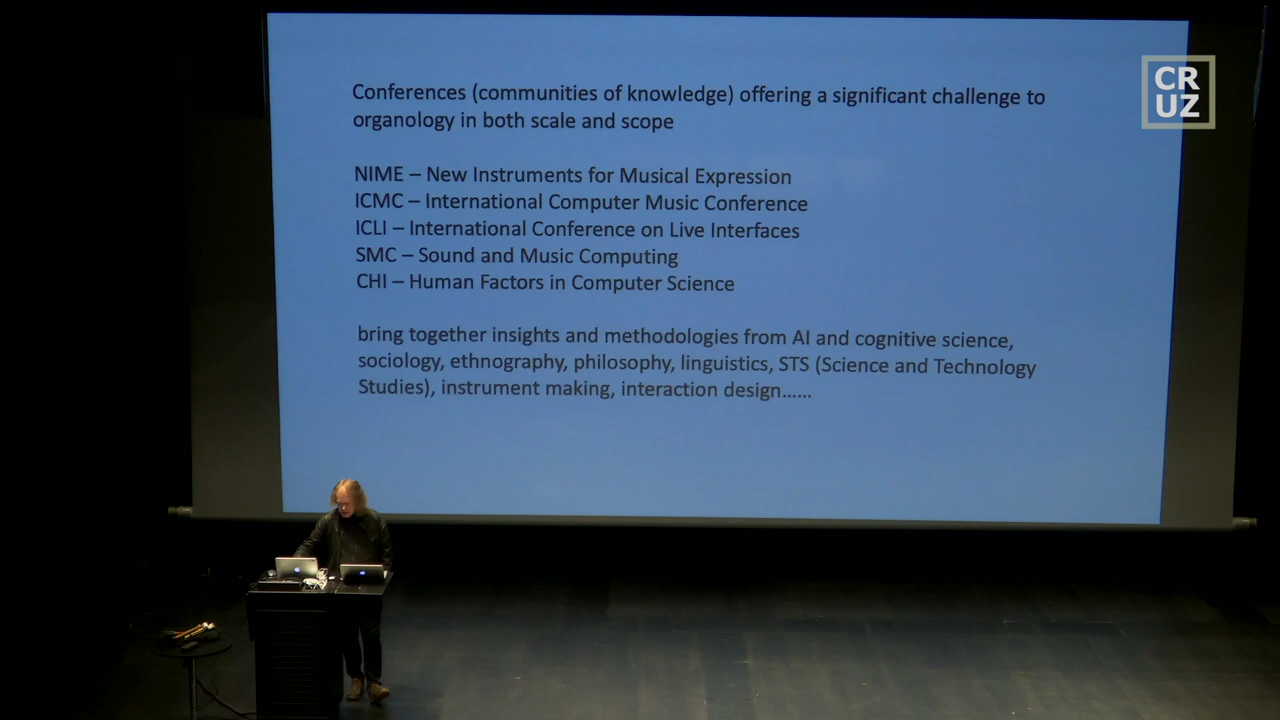 Conferences (communities of knowledge) offering a significant challenge to
organology in both scale and scope
NIME – New Instruments for Musical Expression
ICMC – International Computer Music Conference
ICLI – International Conference on Live Interfaces
SMC – Sound and Music Computing
CHI – Human Factors in Computer Science
bring together insights and methodologies from AI and cognitive science,
sociology, ethnography, philosophy, linguistics, STS (Science and Technology
Studies), instrument making, interaction design......
CR
UZ